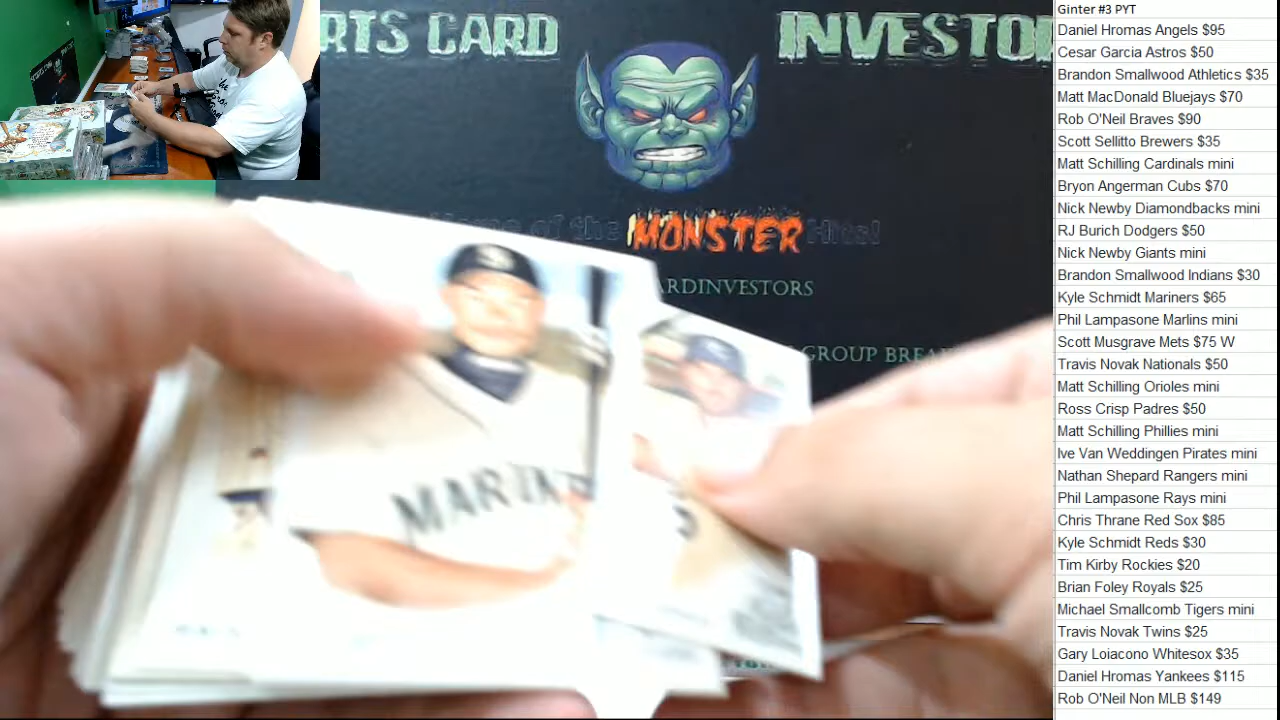 RTS CARD INVESTO
Home of the MONSTER Hits!
ARDINVESTORS
GROUP BREA
MARIN
Ginter #3 PYT
Daniel Hromas Angels $95
Cesar Garcia Astros $50
Brandon Smallwood Athletics $35
Matt MacDonald Bluejays $70
Rob O'Neil Braves $90
Scott Sellitto Brewers $35
Matt Schilling Cardinals mini
Bryon Angerman Cubs $70
Nick Newby Diamondbacks mini
RJ Burich Dodgers $50
Nick Newby Giants mini
Brandon Smallwood Indians $30
Kyle Schmidt Mariners $65
Phil Lampasone Marlins mini
Scott Musgrave Mets $75 W
Travis Novak Nationals $50
Matt Schilling Orioles mini
Ross Crisp Padres $50
Matt Schilling Phillies mini
Ive Van Weddingen Pirates mini
Nathan Shepard Rangers mini
Phil Lampasone Rays mini
Chris Thrane Red Sox $85
Kyle Schmidt Reds $30
Tim Kirby Rockies $20
Brian Foley Royals $25
Michael Smallcomb Tigers mini
Travis Novak Twins $25
Gary Loiacono Whitesox $35
Daniel Hromas Yankees $115
Rob O'Neil Non MLB $149